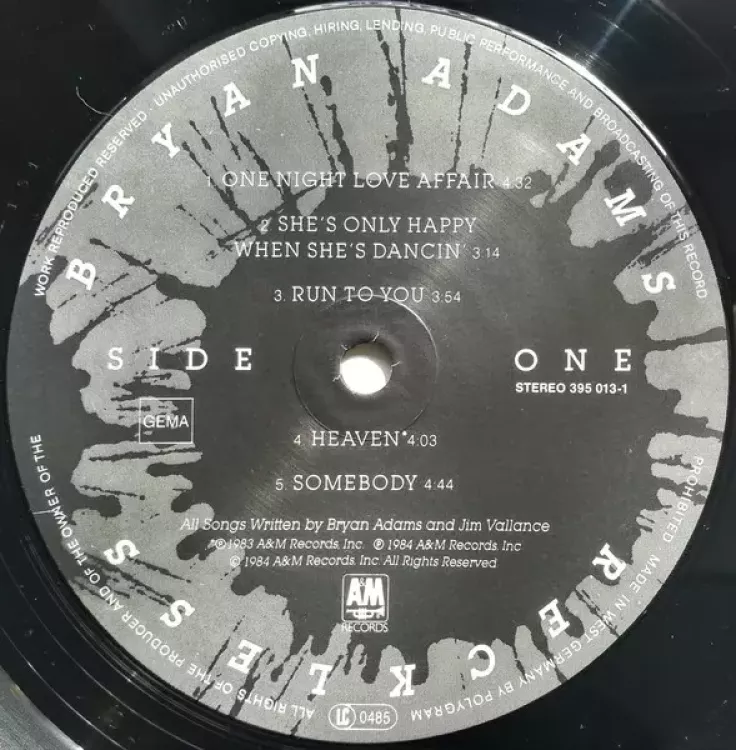 WORK REPRODUCED RESERVED · UNAUTHORISED COPYING, HIRING, LENDING, PUBLIC PERFORMANCE AND BROADCASTING OF THIS RECORD PROHIBITED
BRYAN ADAMS
1. ONE NIGHT LOVE AFFAIR 4:32
2. SHE'S ONLY HAPPY
WHEN SHE'S DANCIN' 3:14
3. RUN TO YOU 3:54
SIDE ONE
STEREO 395 013-1
GEMA
4. HEAVEN* 4:03
5. SOMEBODY 4:44
All Songs Written by Bryan Adams and Jim Vallance
*℗ 1983 A&M Records, Inc. ℗ 1984 A&M Records, Inc
© 1984 A&M Records, Inc. All Rights Reserved
A&M
RECORDS
RECKLESS
ALL RIGHTS OF THE PRODUCER AND OF THE OWNER OF THE
LC 0485
MADE IN WEST GERMANY BY POLYGRAM